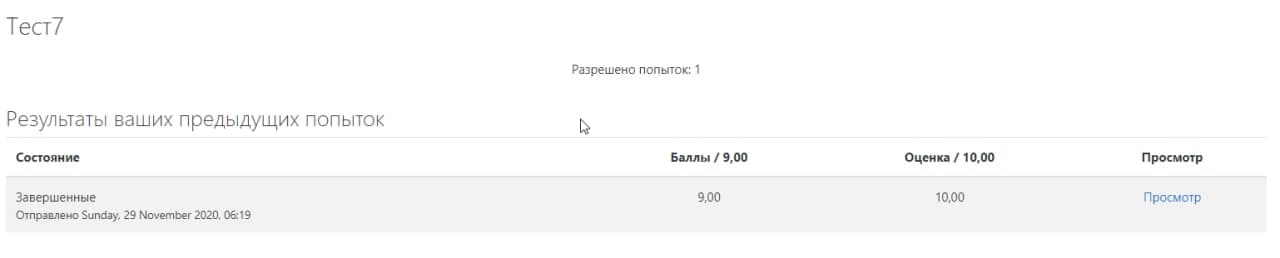 Тест7
Разрешено попыток: 1
Результаты ваших предыдущих попыток
Состояние Баллы / 9,00 Оценка / 10,00 Просмотр
Завершенные 9,00 10,00 Просмотр
Отправлено Sunday, 29 November 2020, 06:19